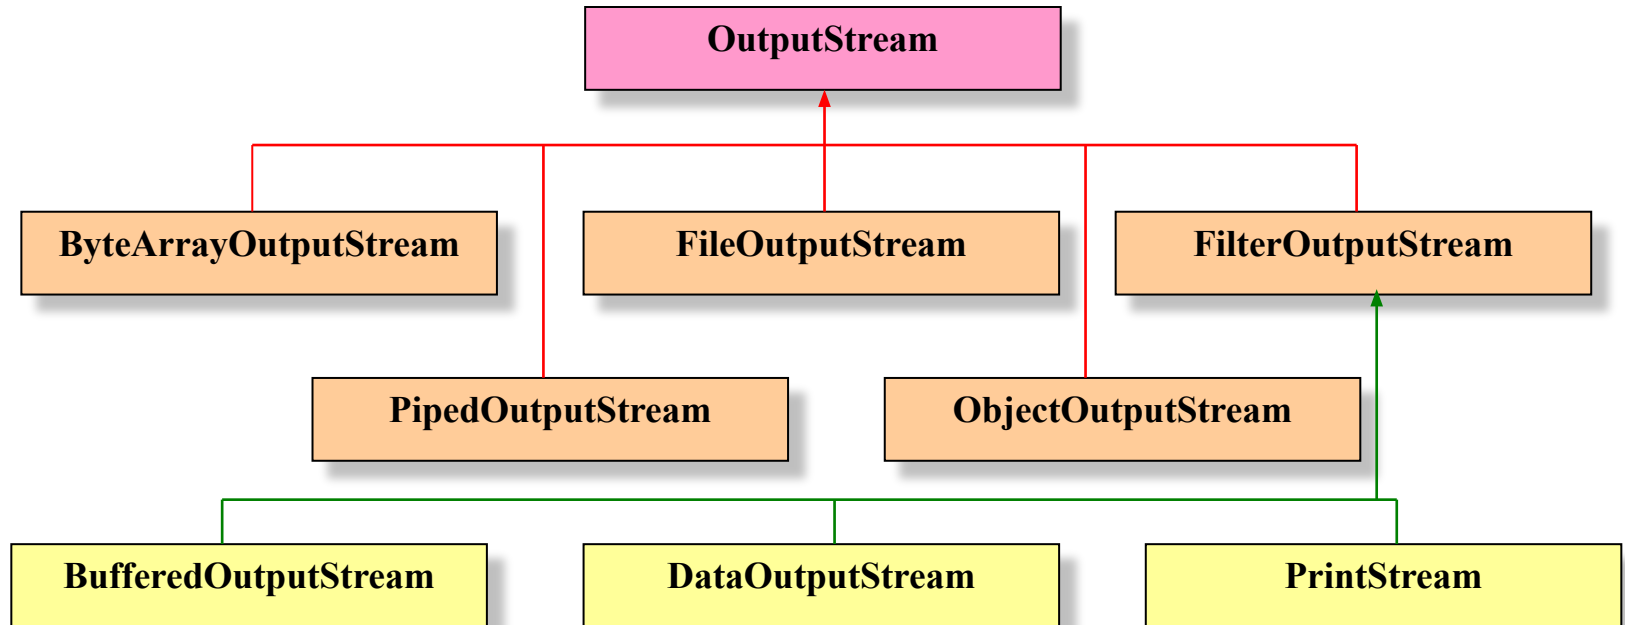 OutputStream
ByteArrayOutputStream
FileOutputStream
FilterOutputStream
PipedOutputStream
ObjectOutputStream
BufferedOutputStream
DataOutputStream
PrintStream